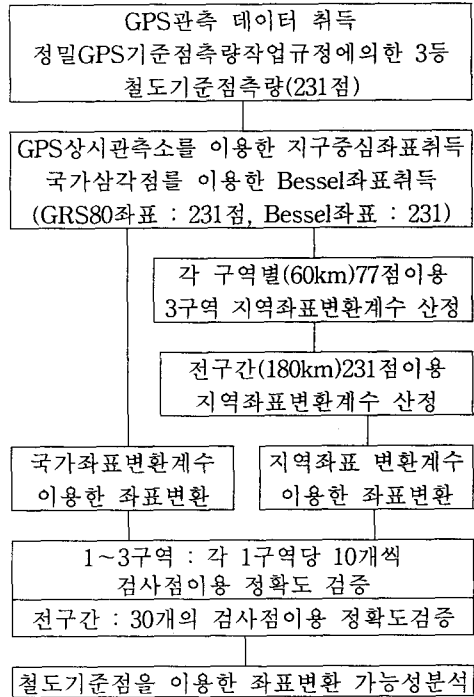 GPS관측 데이터 취득
정밀GPS기준점측량작업규정에의한 3등
철도기준점측량(231점)
GPS상시관측소를 이용한 지구중심좌표취득
국가삼각점를 이용한 Bessel좌표취득
(GRS80좌표 : 231점, Bessel좌표 : 231)
각 구역별(60km)77점이용
3구역 지역좌표변환계수 산정
전구간(180km)231점이용
지역좌표변환계수 산정
국가좌표변환계수
이용한 좌표변환
지역좌표 변환계수
이용한 좌표변환
1~3구역 : 각 1구역당 10개씩
검사점이용 정확도 검증
전구간 : 30개의 검사점이용 정확도검증
철도기준점을 이용한 좌표변환 가능성분석